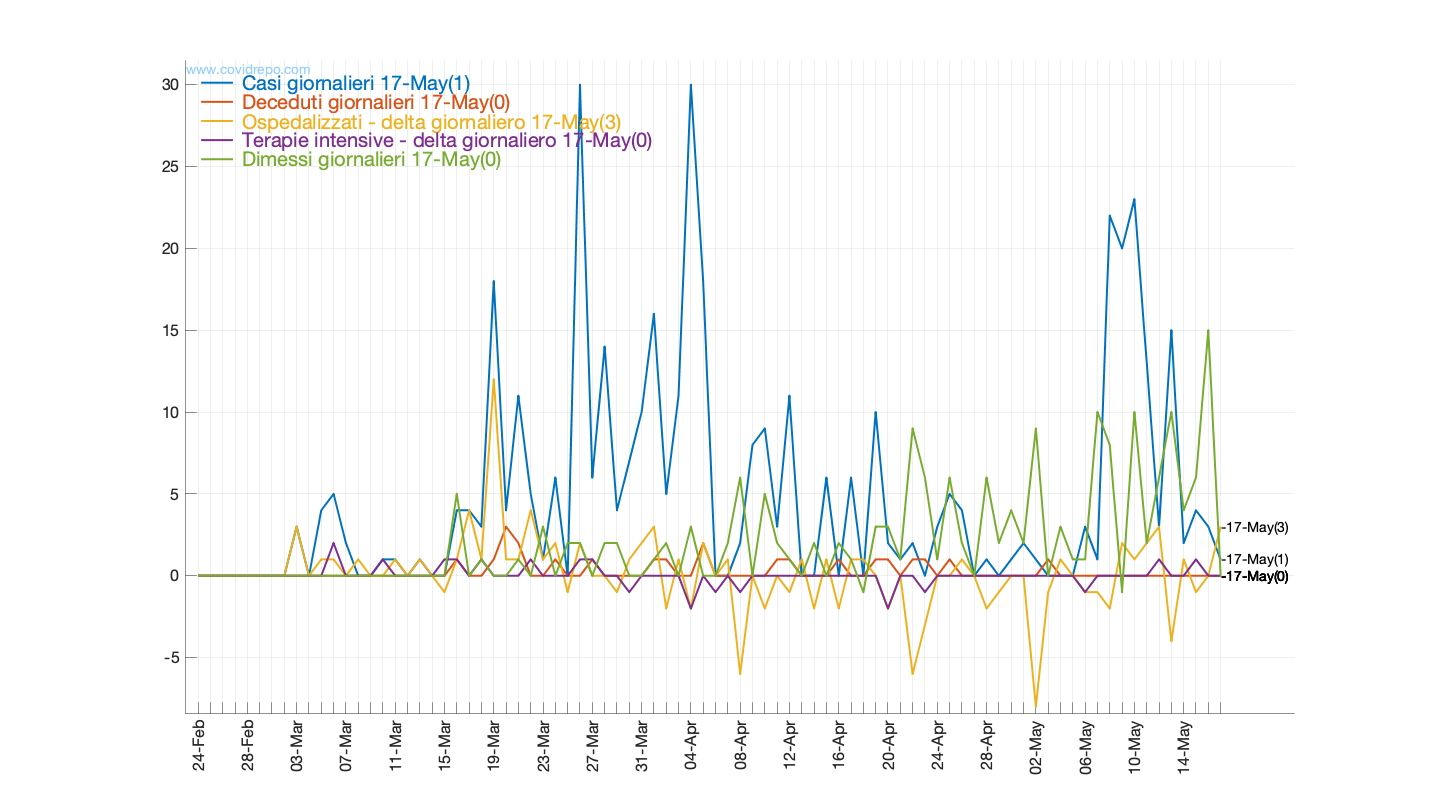 www.covidrepo.com
Casi giornalieri 17-May(1)
Deceduti giornalieri 17-May(0)
Ospedalizzati - delta giornaliero 17-May(3)
Terapie intensive - delta giornaliero 17-May(0)
Dimessi giornalieri 17-May(0)
30
25
20
15
10
5
0
-5
-17-May(3)
-17-May(1)
-17-May(0)
24-Feb
28-Feb
03-Mar
07-Mar
11-Mar
15-Mar
19-Mar
23-Mar
27-Mar
31-Mar
04-Apr
08-Apr
12-Apr
16-Apr
20-Apr
24-Apr
28-Apr
02-May
06-May
10-May
14-May